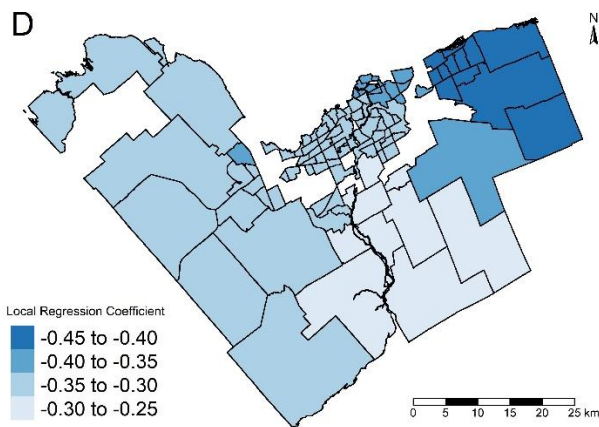 D
N
Local Regression Coefficient
-0.45 to -0.40
-0.40 to -0.35
-0.35 to -0.30
-0.30 to -0.25
0 5 10 15 20 25 km